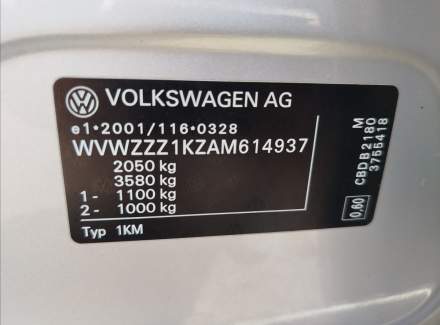 VOLKSWAGEN AG
e1*2001/116*0328
WVWZZZ1KZAM614937
2050 kg
3580 kg
1- 1100 kg
2- 1000 kg
Typ 1KM
M
CBDB2180
3755418
0,60